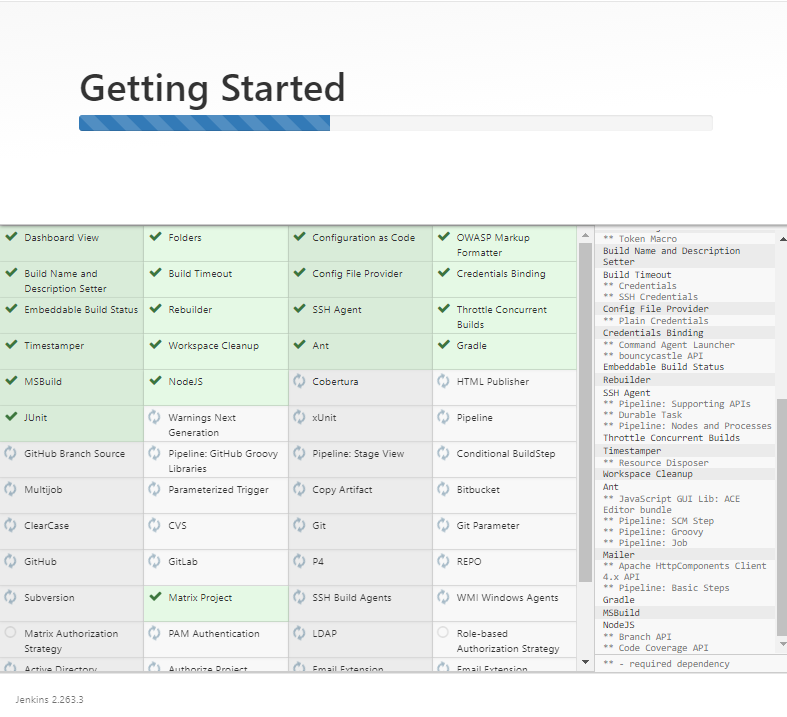 Getting Started
Dashboard View
Folders
Configuration as Code
OWASP Markup
Formatter
Build Name and
Description Setter
Build Timeout
Config File Provider
Credentials Binding
Embeddable Build Status
Rebuilder
SSH Agent
Throttle Concurrent
Builds
Timestamper
Workspace Cleanup
Ant
Gradle
MSBuild
NodeJS
Cobertura
HTML Publisher
JUnit
Warnings Next
Generation
xUnit
Pipeline
GitHub Branch Source
Pipeline: GitHub Groovy
Libraries
Pipeline: Stage View
Conditional BuildStep
Multijob
Parameterized Trigger
Copy Artifact
Bitbucket
ClearCase
CVS
Git
Git Parameter
GitHub
GitLab
P4
REPO
Subversion
Matrix Project
SSH Build Agents
WMI Windows Agents
Matrix Authorization
Strategy
PAM Authentication
LDAP
Role-based
Authorization Strategy
Active Directory
Authorize Project
Email Extension
Email Extension
** Token Macro
Build Name and Description
Setter
Build Timeout
** Credentials
** SSH Credentials
Config File Provider
** Plain Credentials
Credentials Binding
** Command Agent Launcher
** bouncycastle API
Embeddable Build Status
Rebuilder
SSH Agent
** Pipeline: Supporting APIs
** Durable Task
** Pipeline: Nodes and Processes
Throttle Concurrent Builds
Timestamper
** Resource Disposer
Workspace Cleanup
Ant
** JavaScript GUI Lib: ACE
Editor bundle
** Pipeline: SCM Step
** Pipeline: Groovy
** Pipeline: Job
Mailer
** Apache HttpComponents Client
4.x API
** Pipeline: Basic Steps
Gradle
MSBuild
NodeJS
** Branch API
** Code Coverage API
** - required dependency
Jenkins 2.263.3